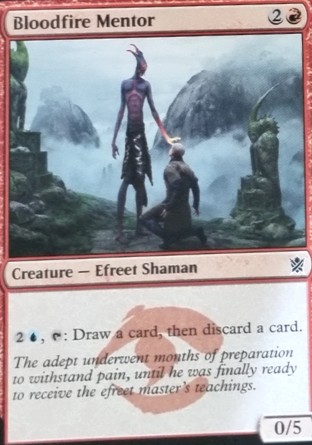 Bloodfire Mentor 2
Creature — Efreet Shaman
2, : Draw a card, then discard a card.
The adept underwent months of preparation
to withstand pain, until he was finally ready
to receive the efreet master's teachings.
0/5